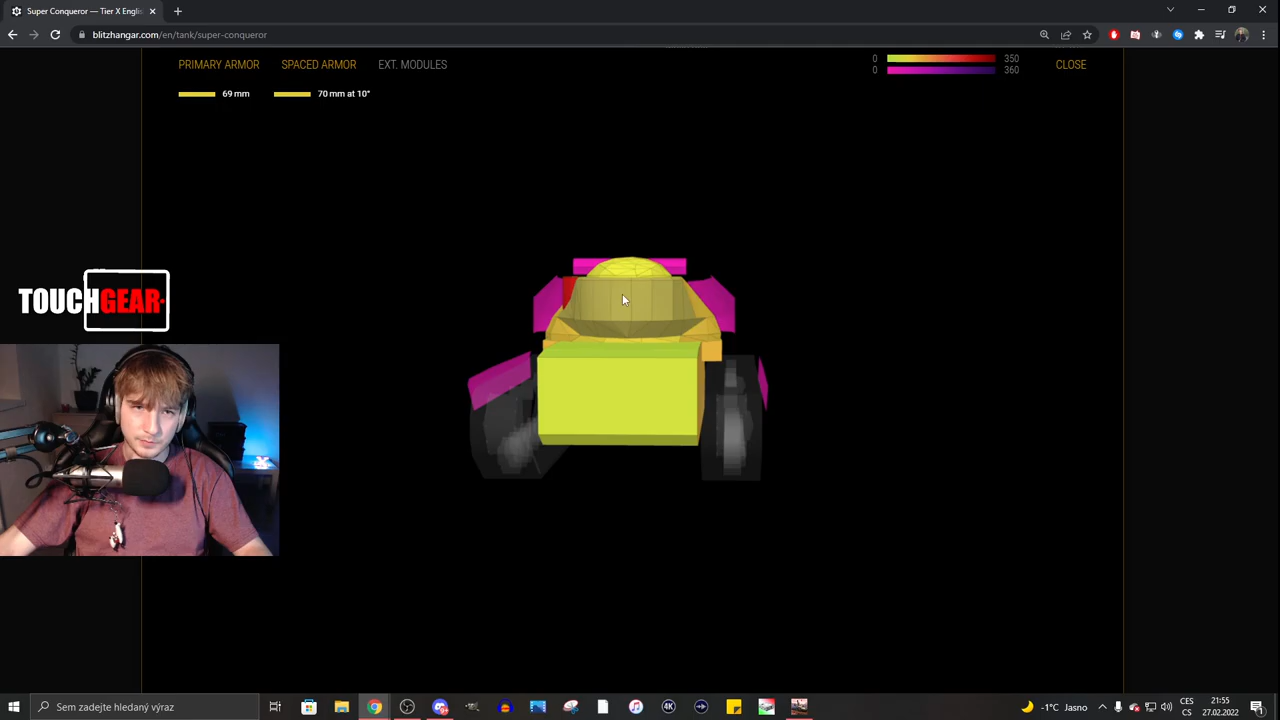 Super Conqueror — Tier X Engli
blitzhangar.com/en/tank/super-conqueror
PRIMARY ARMOR SPACED ARMOR EXT. MODULES
0 350
0 360
CLOSE
69 mm 70 mm at 10°
TOUCHGEAR
Sem zadejte hledaný výraz
4K
-1°C Jasno
CES
CS
21:55
27.02.2022